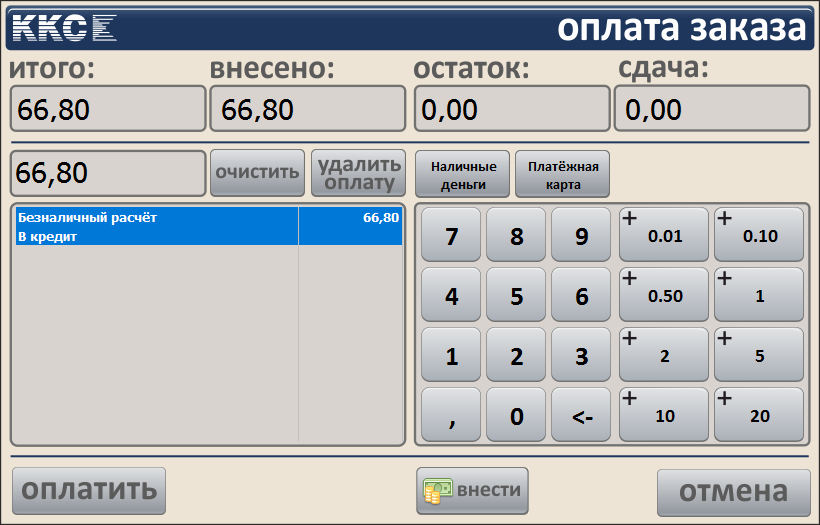 ККСЕ
оплата заказа
итого: внесено: остаток: сдача:
66,80 66,80 0,00 0,00
66,80 очистить удалить оплату Наличные деньги Платёжная карта
Безналичный расчёт 66,80
В кредит
7 8 9 + 0.01 + 0.10
4 5 6 + 0.50 + 1
1 2 3 + 2 + 5
, 0 <- + 10 + 20
оплатить внести отмена